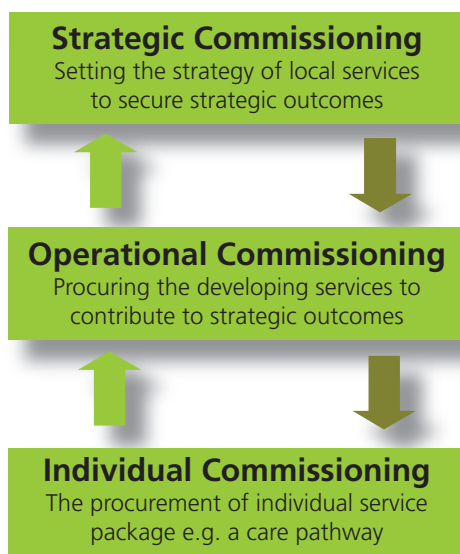 Strategic Commissioning
Setting the strategy of local services
to secure strategic outcomes
Operational Commissioning
Procuring the developing services to
contribute to strategic outcomes
Individual Commissioning
The procurement of individual service
package e.g. a care pathway